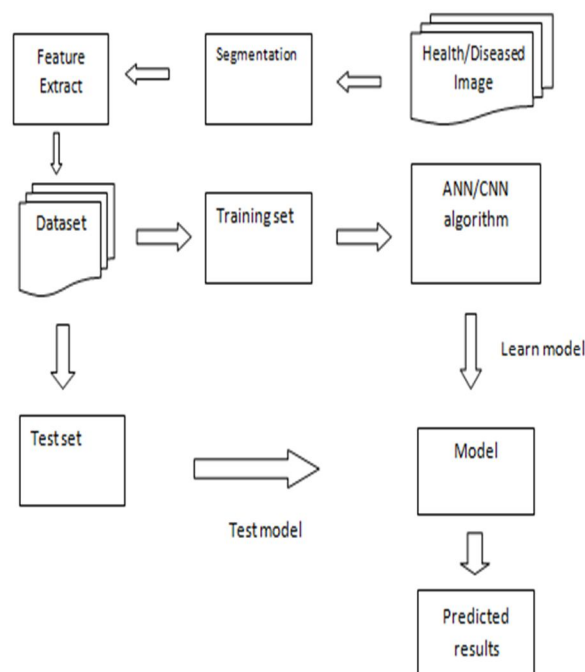 Feature
Extract
Segmentation
Health/Diseased
Image
Dataset
Training set
ANN/CNN
algorithm
Learn model
Test set
Model
Test model
Predicted
results